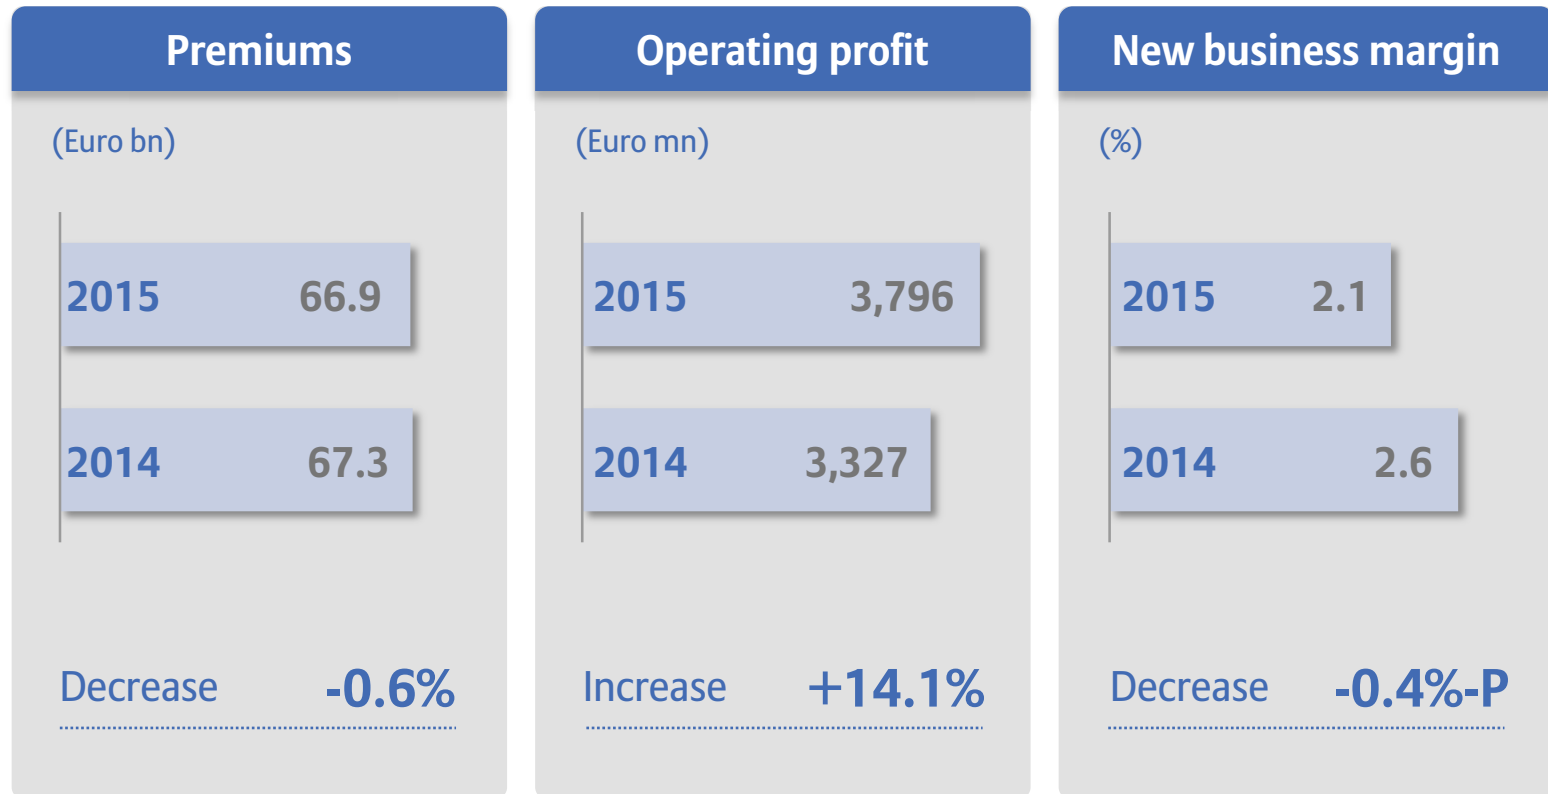 Premiums
(Euro bn)
2015 66.9
2014 67.3
Decrease -0.6%
Operating profit
(Euro mn)
2015 3,796
2014 3,327
Increase +14.1%
New business margin
(%)
2015 2.1
2014 2.6
Decrease -0.4%-P